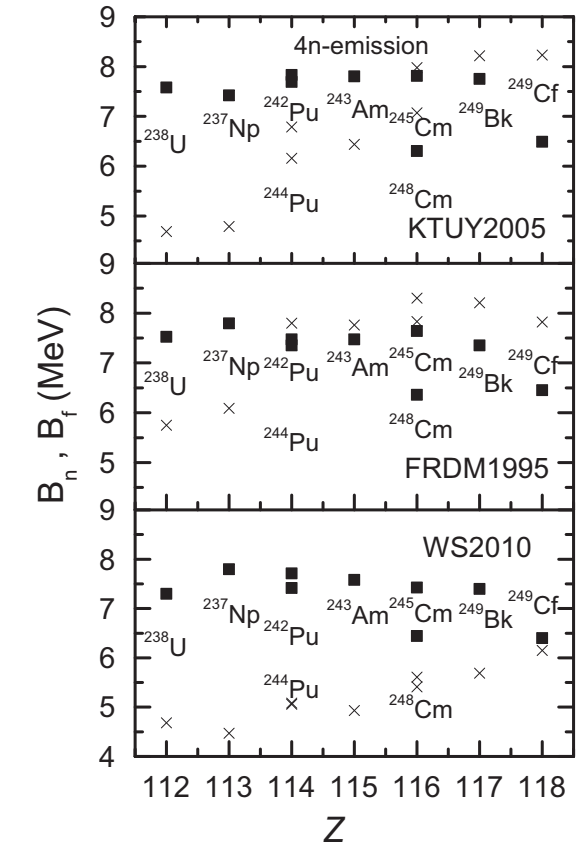 B_n , B_f (MeV)
9
8
7
6
5
4n-emission
²³⁸U
²³⁷Np
²⁴²Pu
²⁴⁴Pu
²⁴³Am
²⁴⁵Cm
²⁴⁸Cm
²⁴⁹Bk
²⁴⁹Cf
KTUY2005
9
8
7
6
5
²³⁸U
²³⁷Np
²⁴²Pu
²⁴⁴Pu
²⁴³Am
²⁴⁵Cm
²⁴⁸Cm
²⁴⁹Bk
²⁴⁹Cf
FRDM1995
9
8
7
6
5
4
WS2010
²³⁸U
²³⁷Np
²⁴²Pu
²⁴⁴Pu
²⁴³Am
²⁴⁵Cm
²⁴⁸Cm
²⁴⁹Bk
²⁴⁹Cf
112 113 114 115 116 117 118
Z